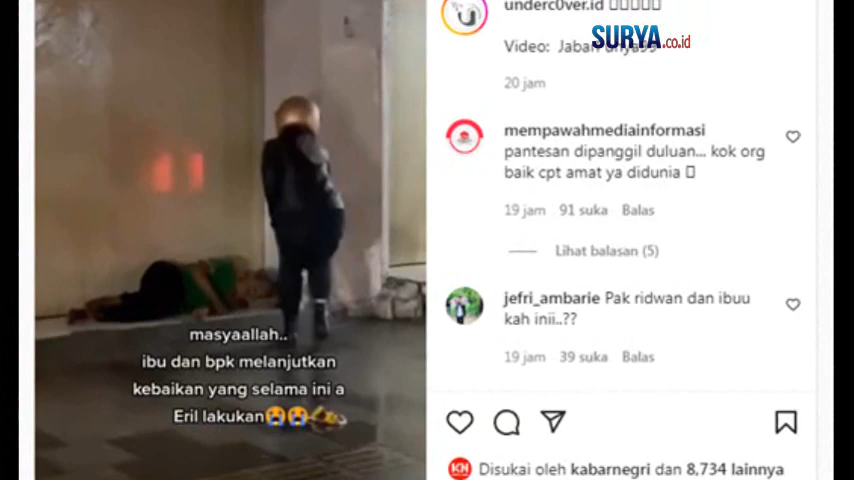 underc0ver.id
SURYA.co.id
Video:
20 jam
mempawahmediainformasi
pantesan dipanggil duluan... kok org
baik cpt amat ya didunia
19 jam 91 suka Balas
Lihat balasan (5)
jefri_ambarie Pak ridwan dan ibuu
kah inii..??
19 jam 39 suka Balas
masyaallah..
ibu dan bpk melanjutkan
kebaikan yang selama ini a
Eril lakukan😭😭
KH Disukai oleh kabarnegri dan 8,734 lainnya